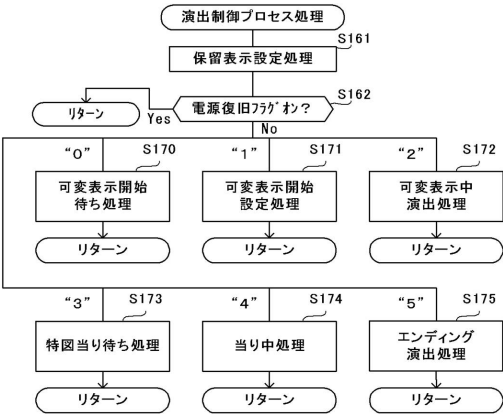 演出制御プロセス処理
S161
保留表示設定処理
S162
電源復旧フラグオン？
リターン
Yes
No
“0”
S170
“1”
S171
“2”
S172
可変表示開始
待ち処理
可変表示開始
設定処理
可変表示中
演出処理
リターン
リターン
リターン
“3”
S173
“4”
S174
“5”
S175
特図当り待ち処理
当り中処理
エンディング
演出処理
リターン
リターン
リターン